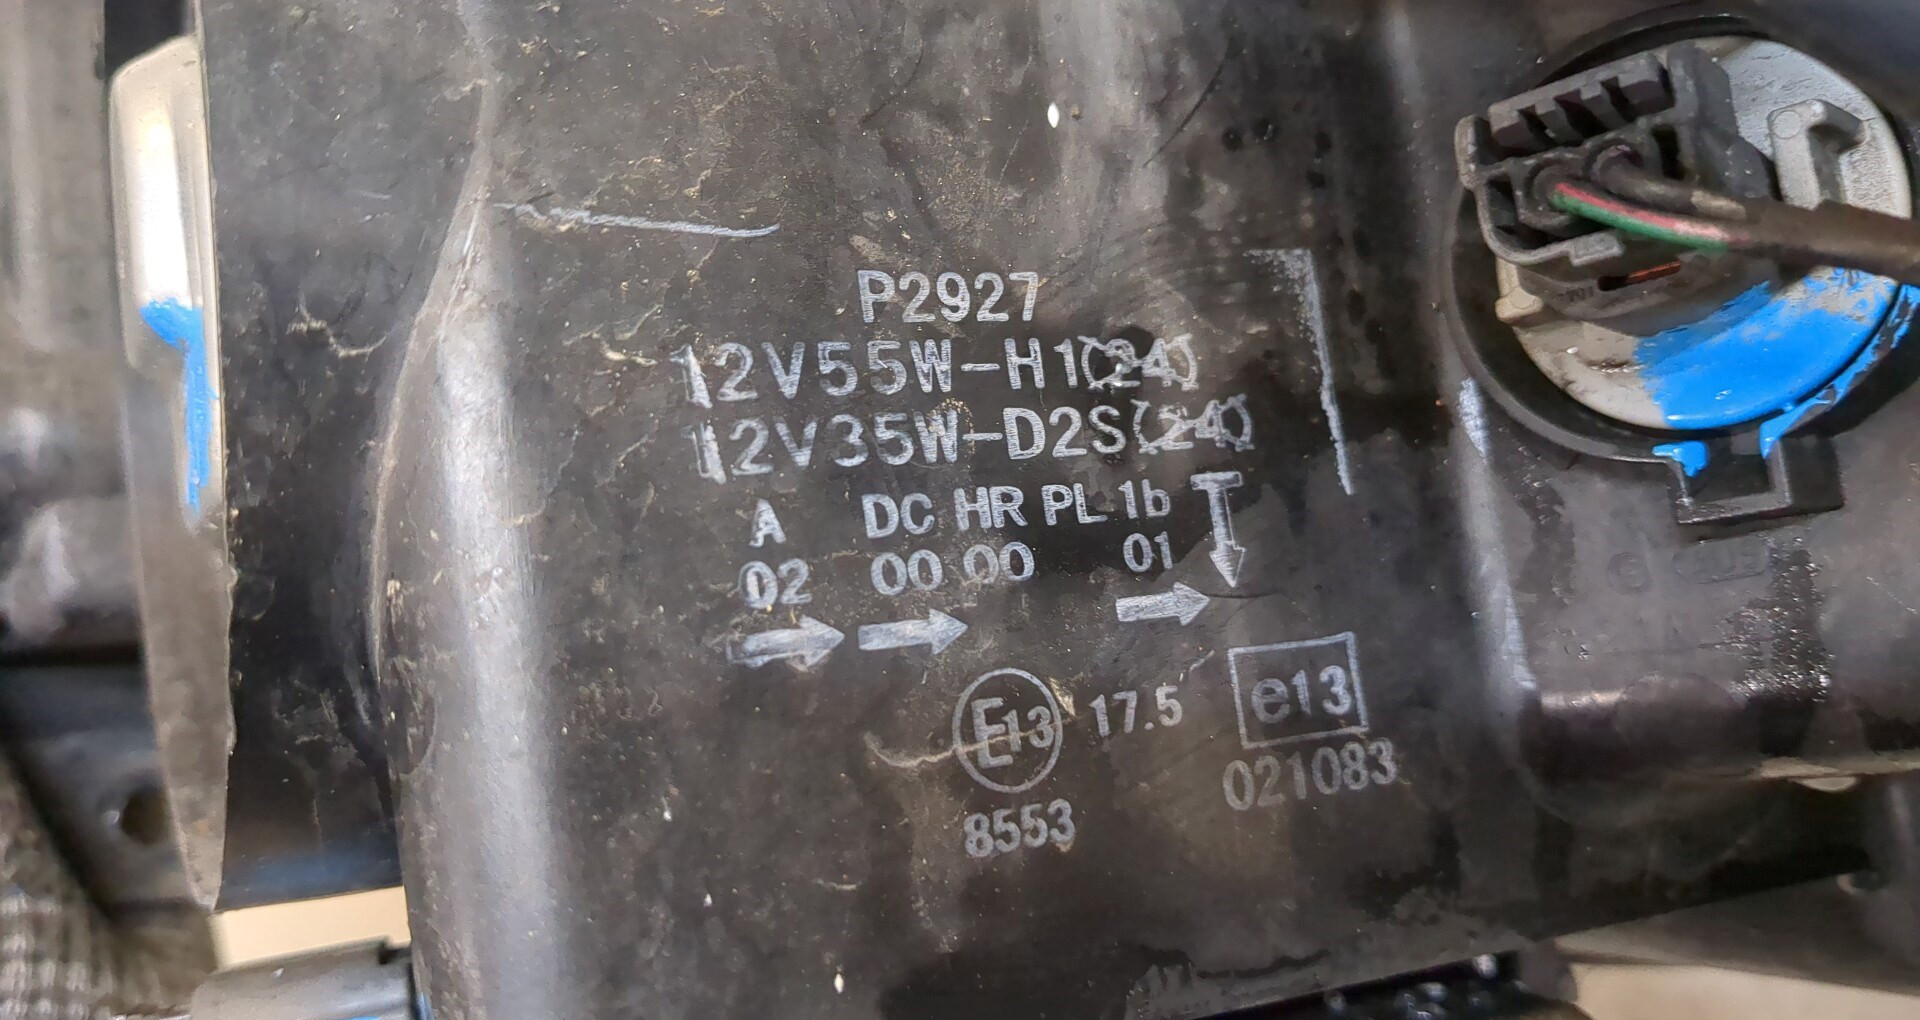 P2927
12V55W-H1(24)
12V35W-D2S(24)
A DC HR PL 1b
02 00 00 01
E13 17.5 e13
8553 021083